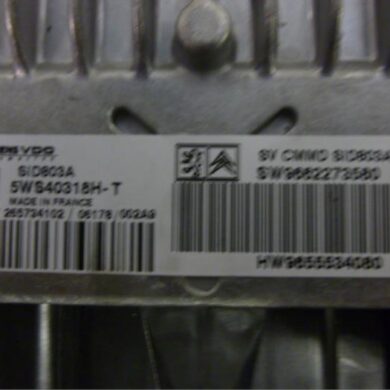 SID803A
5WS40318H-T
MADE IN FRANCE
265734102 / 06178 / 002A9
SV CMMD SID803A
SW9662273580
HW9655534080